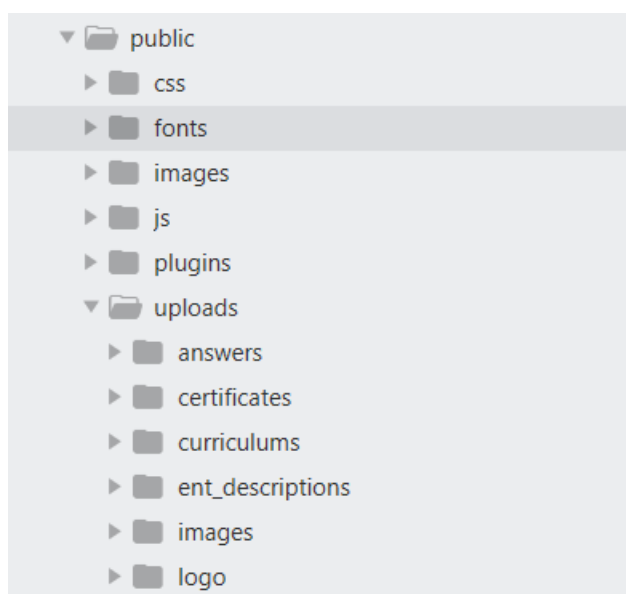 public
css
fonts
images
js
plugins
uploads
answers
certificates
curriculums
ent_descriptions
images
logo